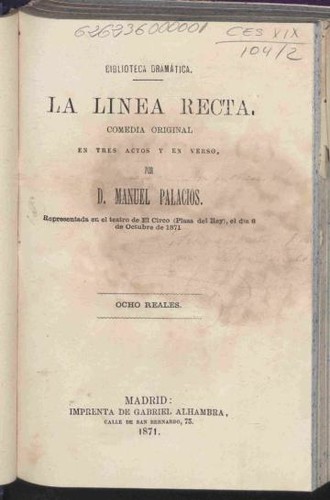 626236000001
CES XIX
104/2
BIBLIOTECA DRAMÁTICA.
LA LINEA RECTA.
COMEDIA ORIGINAL
EN TRES ACTOS Y EN VERSO,
POR
D. MANUEL PALACIOS.
Representada en el teatro de El Circo (Plaza del Rey), el dia 6
de Octubre de 1871
OCHO REALES.
MADRID:
IMPRENTA DE GABRIEL ALHAMBRA,
CALLE DE SAN BERNARDO, 73.
1871.